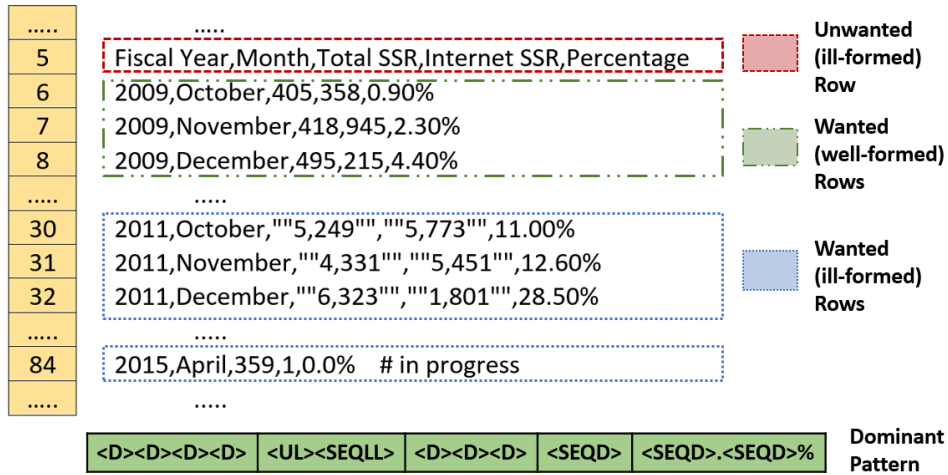 ..... .....
5 Fiscal Year,Month,Total SSR,Internet SSR,Percentage
6 2009,October,405,358,0.90%
7 2009,November,418,945,2.30%
8 2009,December,495,215,4.40%
..... .....
30 2011,October,""5,249"",""5,773"",11.00%
31 2011,November,""4,331"",""5,451"",12.60%
32 2011,December,""6,323"",""1,801"",28.50%
..... .....
84 2015,April,359,1,0.0% # in progress
..... .....
Unwanted
(ill-formed)
Row
Wanted
(well-formed)
Rows
Wanted
(ill-formed)
Rows
<D><D><D><D> <UL><SEQLL> <D><D><D> <SEQD> <SEQD>.<SEQD>%
Dominant
Pattern